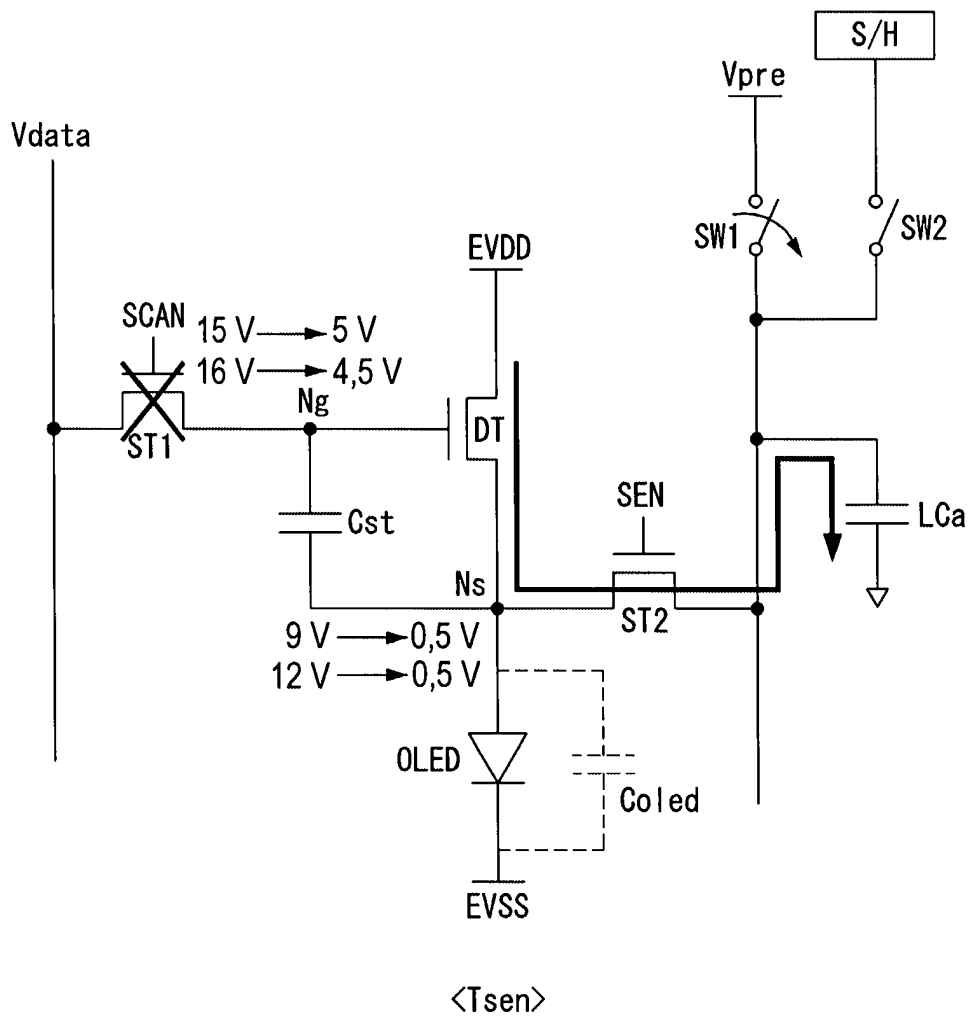 S/H
Vpre
Vdata
SW1
SW2
EVDD
SCAN
15 V → 5 V
16 V → 4,5 V
Ng
DT
ST1
SEN
Cst
LCa
Ns
ST2
9 V → 0,5 V
12 V → 0,5 V
OLED
Coled
EVSS
<Tsen>